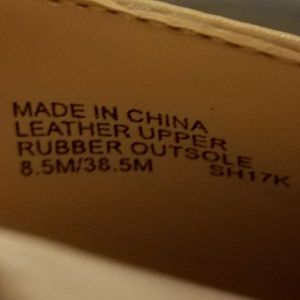 MADE IN CHINA
LEATHER UPPER
RUBBER OUTSOLE
8.5M/38.5M SH17K